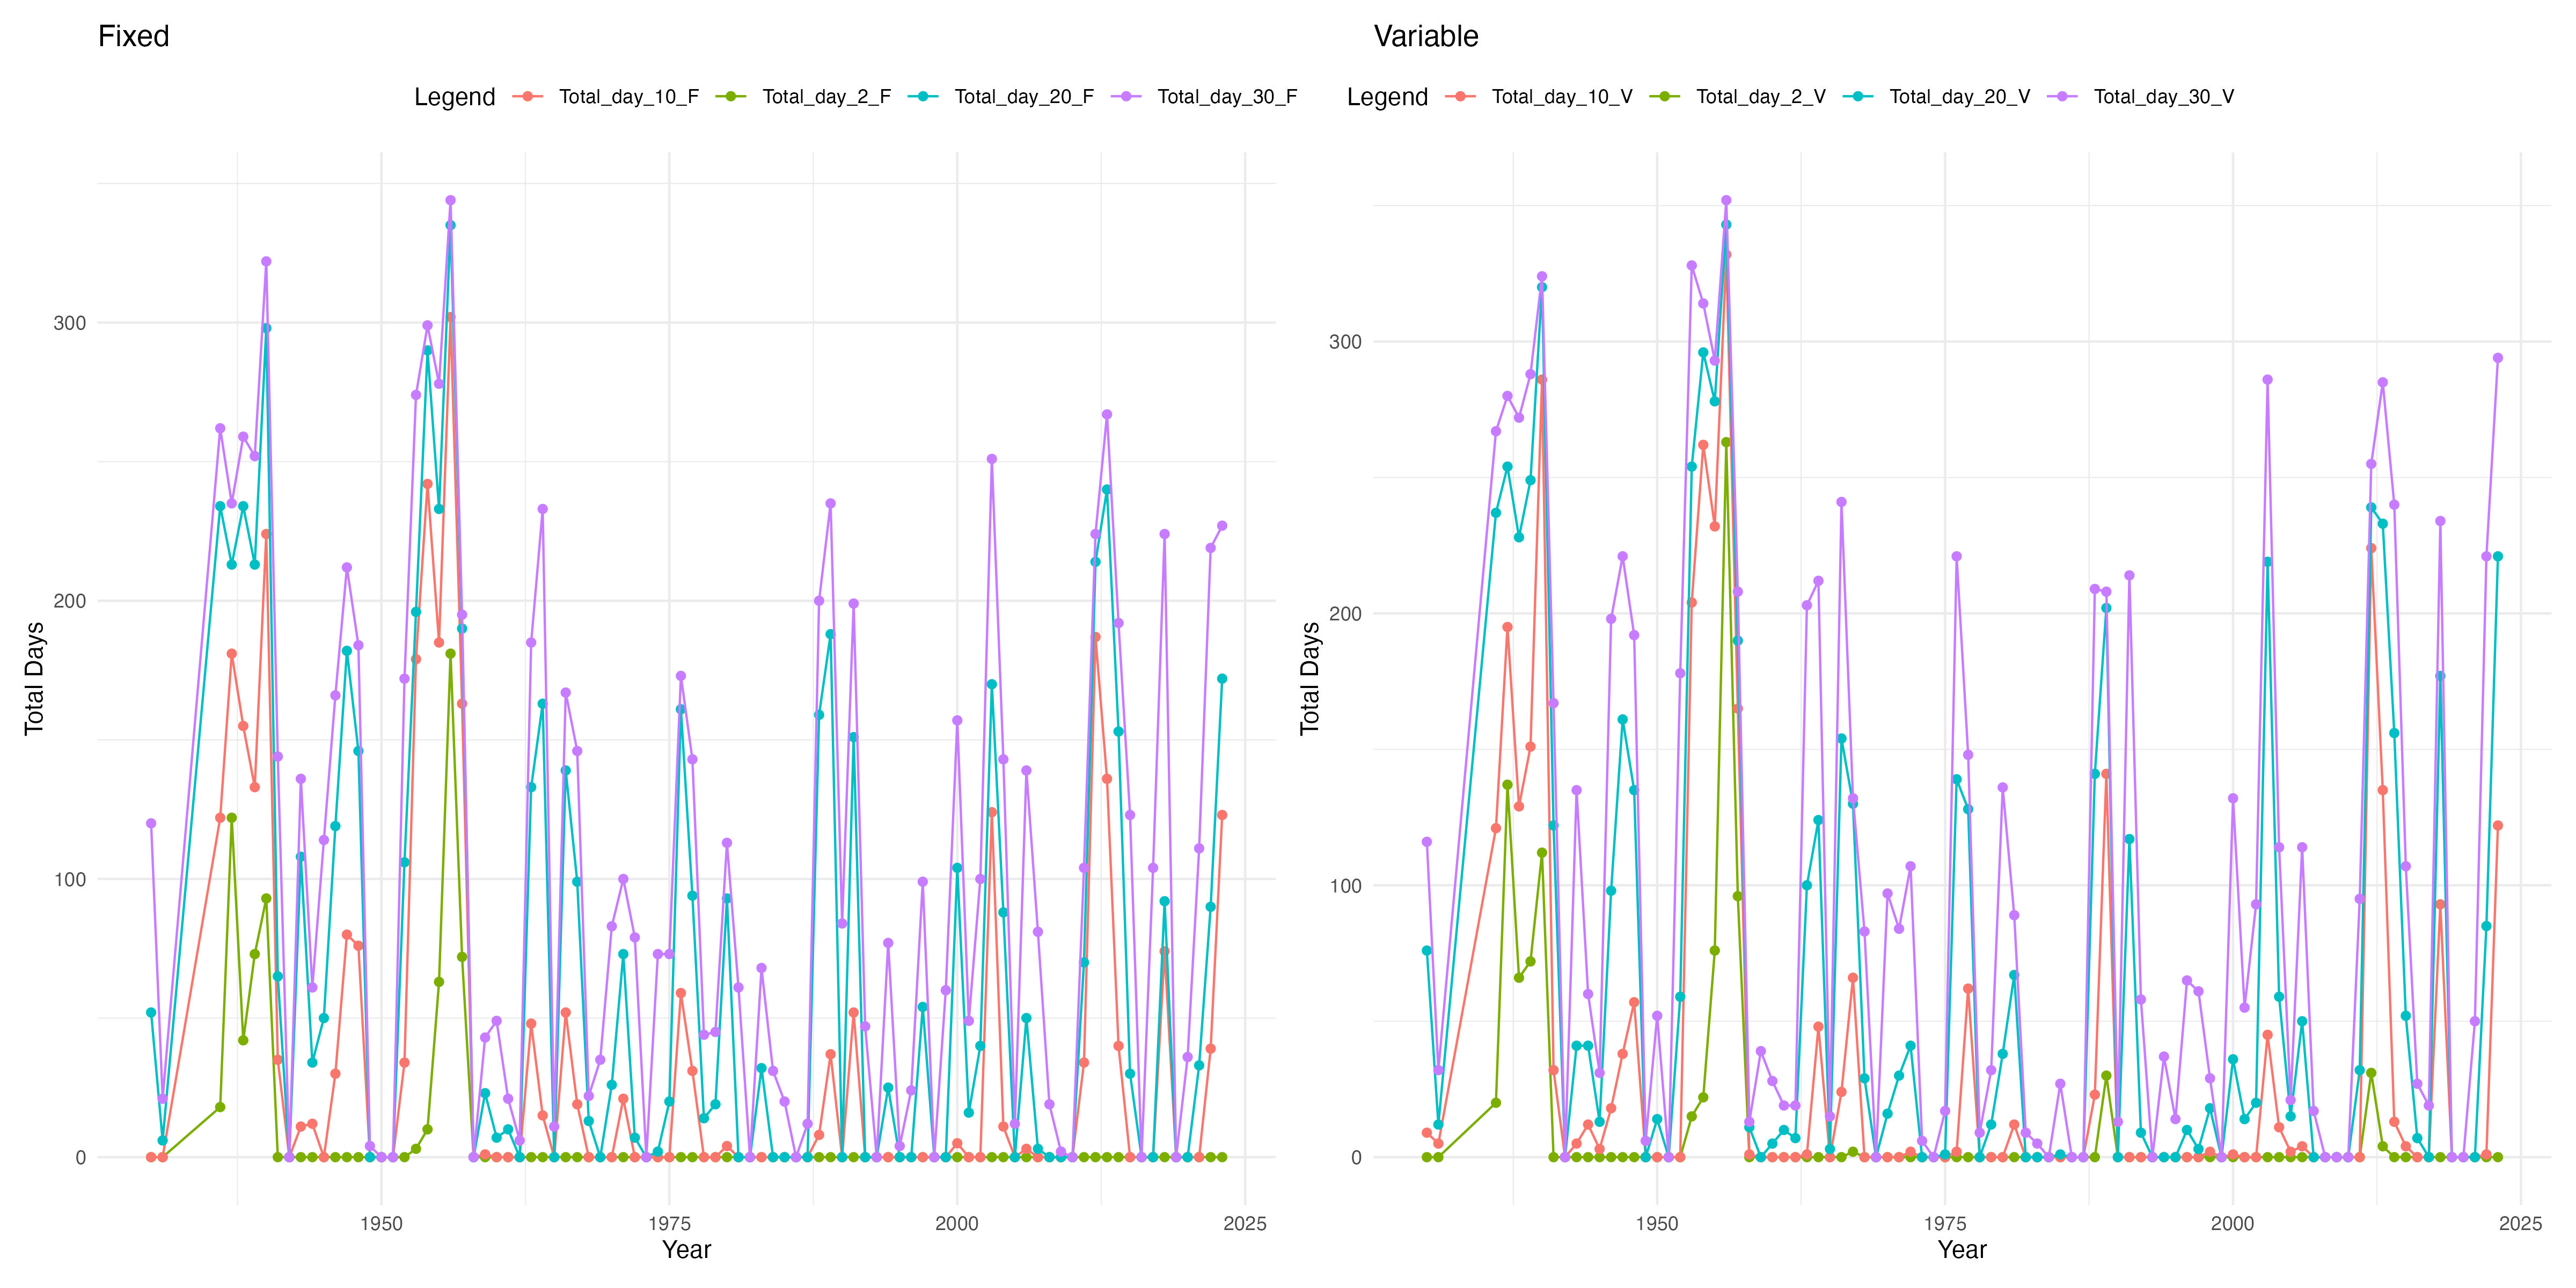 Fixed
Legend Total_day_10_F Total_day_2_F Total_day_20_F Total_day_30_F
Total Days
300
200
100
0
1950 1975 2000 2025
Year
Variable
Legend Total_day_10_V Total_day_2_V Total_day_20_V Total_day_30_V
Total Days
300
200
100
0
1950 1975 2000 2025
Year